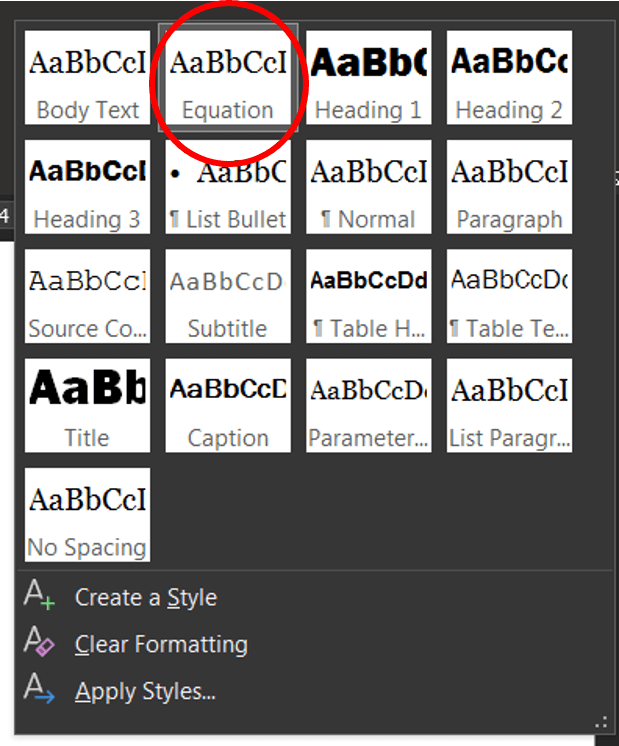 AaBbCcI AaBbCcI AaBb( AaBbCc
Body Text Equation Heading 1 Heading 2
AaBbCcI • AaBbC AaBbCcI AaBbCcI
Heading 3 ¶ List Bullet ¶ Normal Paragraph
4
AaBbCcI AaBbCcD AaBbCcDd AaBbCcDc
Source Co... Subtitle ¶ Table H... ¶ Table Te...
AaBb AaBbCcD AaBbCcDc AaBbCcI
Title Caption Parameter... List Paragr...
AaBbCcI
No Spacing
Create a Style
Clear Formatting
Apply Styles...